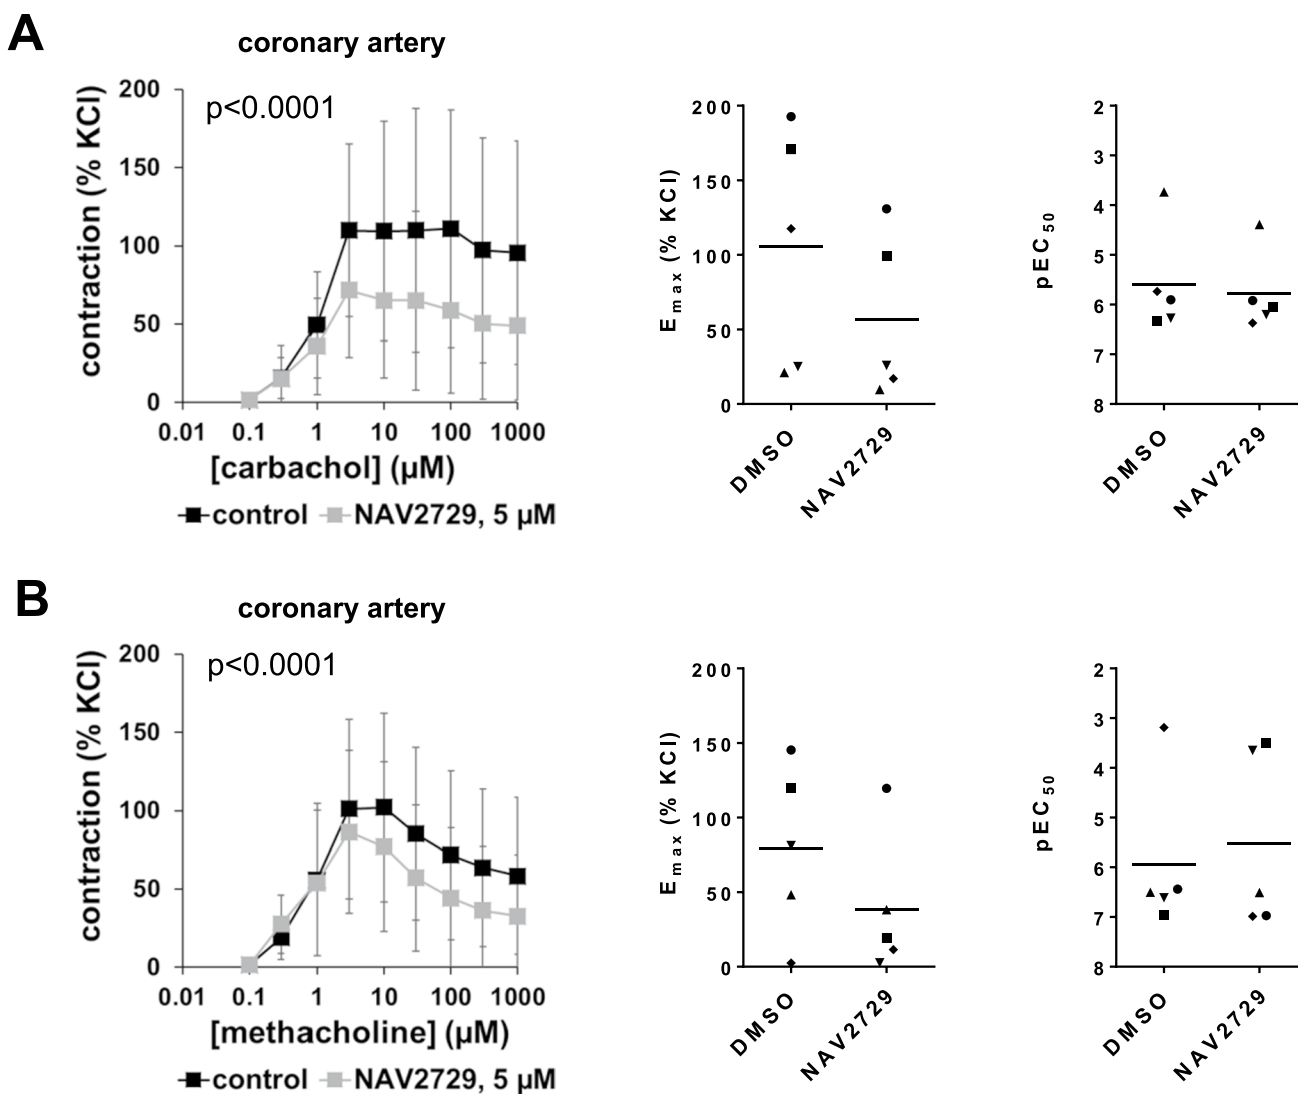 A
coronary artery
p<0.0001
contraction (% KCl)
200
150
100
50
0
0.01 0.1 1 10 100 1000
[carbachol] (µM)
control NAV2729, 5 µM
Emax (% KCl)
200
150
100
50
0
DMSO NAV2729
pEC50
2
3
4
5
6
7
8
DMSO NAV2729
B
coronary artery
p<0.0001
contraction (% KCl)
200
150
100
50
0
0.01 0.1 1 10 100 1000
[methacholine] (µM)
control NAV2729, 5 µM
Emax (% KCl)
200
150
100
50
0
DMSO NAV2729
pEC50
2
3
4
5
6
7
8
DMSO NAV2729